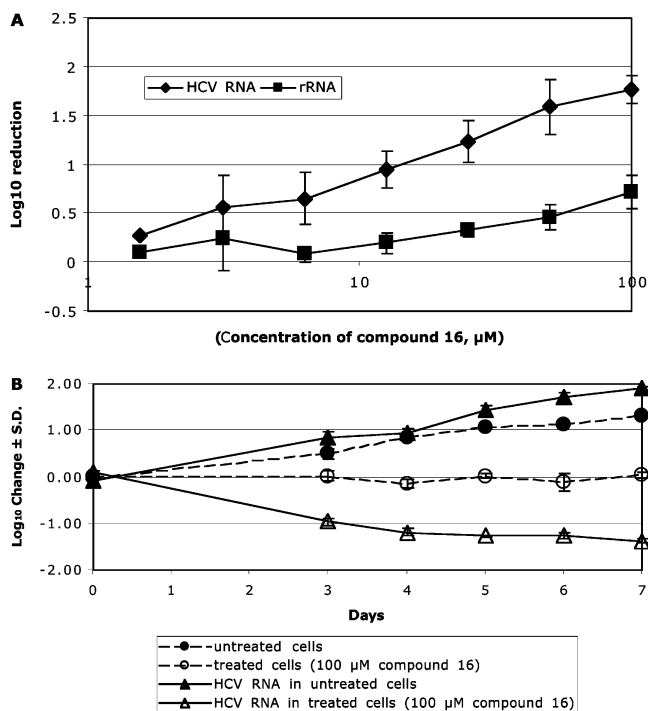 A
2.5
2
1.5
1
0.5
0
-0.5
Log10 reduction
HCV RNA rRNA
1 10 100
(Concentration of compound 16, µM)
B
2.00
1.00
0.00
-1.00
-2.00
Log10 Change ± S.D.
0 1 2 3 4 5 6 7
Days
untreated cells
treated cells (100 µM compound 16)
HCV RNA in untreated cells
HCV RNA in treated cells (100 µM compound 16)